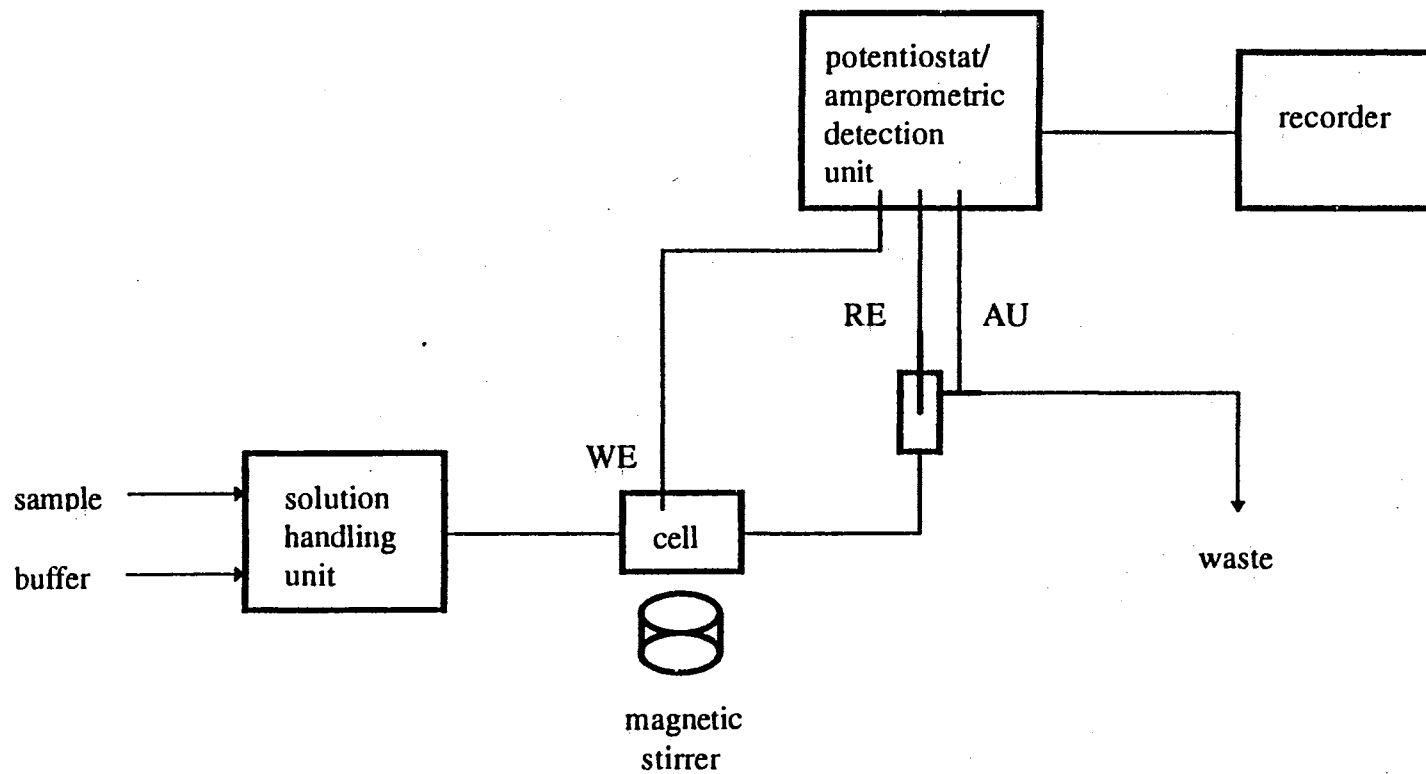 potentiostat/
amperometric
detection
unit
recorder
RE
AU
WE
sample
buffer
solution
handling
unit
cell
waste
magnetic
stirrer